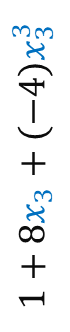 1 + 8x₃ + (−4)x₃³